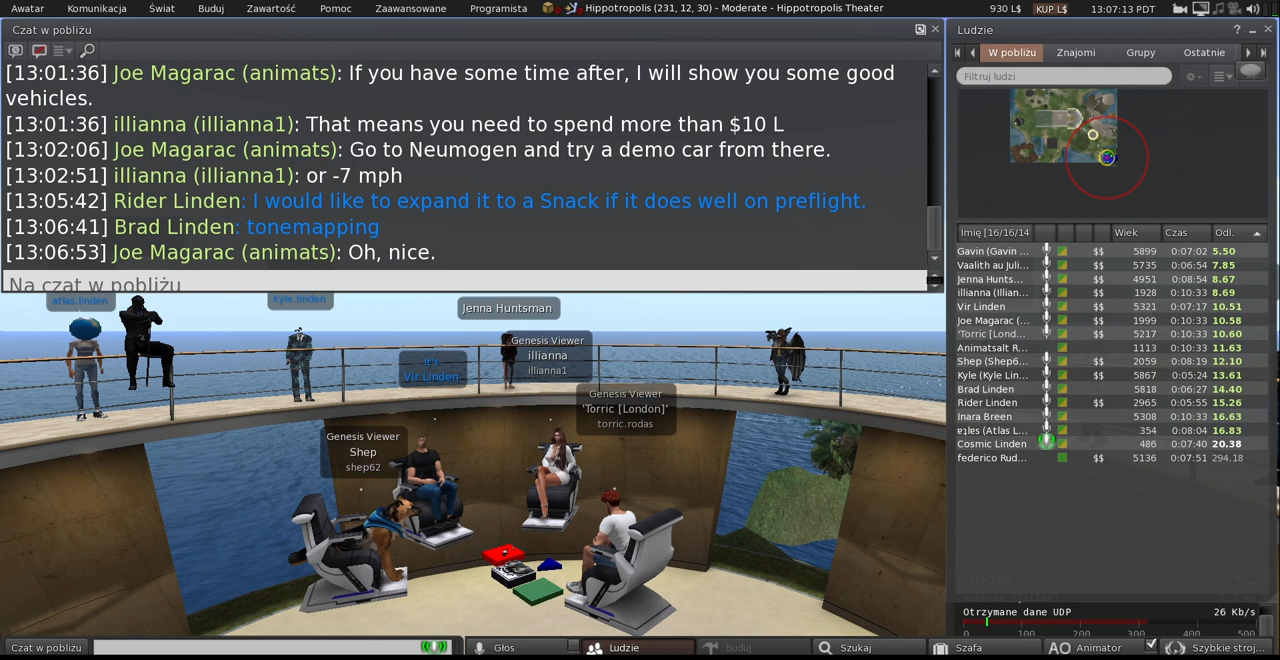 Awatar Komunikacja Świat Buduj Zawartość Pomoc Zaawansowane Programista Hippotropolis (231, 12, 30) - Moderate - Hippotropolis Theater 930 L$ KUP L$ 13:07:13 PDT
Czat w pobliżu
[13:01:36] Joe Magarac (animats): If you have some time after, I will show you some good
vehicles.
[13:01:36] illianna (illianna1): That means you need to spend more than $10 L
[13:02:06] Joe Magarac (animats): Go to Neumogen and try a demo car from there.
[13:02:51] illianna (illianna1): or -7 mph
[13:05:42] Rider Linden: I would like to expand it to a Snack if it does well on preflight.
[13:06:41] Brad Linden: tonemapping
[13:06:53] Joe Magarac (animats): Oh, nice.
Na czat w pobliżu
atlas.linden
kyle.linden
Jenna Huntsman
Genesis Viewer
illianna
illianna1
it's
Vir Linden
Genesis Viewer
'Torric [London]'
torric.rodas
Genesis Viewer
Shep
shep62
Ludzie
W pobliżu Znajomi Grupy Ostatnie
Filtruj ludzi
Imię [16/16/14 Wiek Czas Odl.
Gavin (Gavin ... $$ 5899 0:07:02 5.50
Vaalith au Juli... $$ 5735 0:06:54 7.85
Jenna Hunts... $$ 4951 0:08:54 8.67
illianna (Illian... $$ 1928 0:10:33 8.69
Vir Linden $$ 5321 0:07:17 10.51
Joe Magarac (... $$ 1999 0:10:33 10.58
'Torric [Lond... $$ 5217 0:10:33 10.60
Animatsalt R... 1113 0:10:33 11.63
Shep (Shep6... $$ 2059 0:08:19 12.10
Kyle (Kyle Lin... $$ 5867 0:05:24 13.61
Brad Linden 5818 0:06:27 14.40
Rider Linden $$ 2965 0:05:55 15.26
Inara Breen 5308 0:10:33 16.63
(Atlas L... 354 0:08:04 16.83
Cosmic Linden 486 0:07:40 20.38
federico Rud... $$ 5136 0:07:51 294.18
Otrzymane dane UDP 26 Kb/s
0 100 200 300 400 500
Czat w pobliżu Głos Ludzie Buduj Szukaj Szafa AO Animator Szybkie stroj...